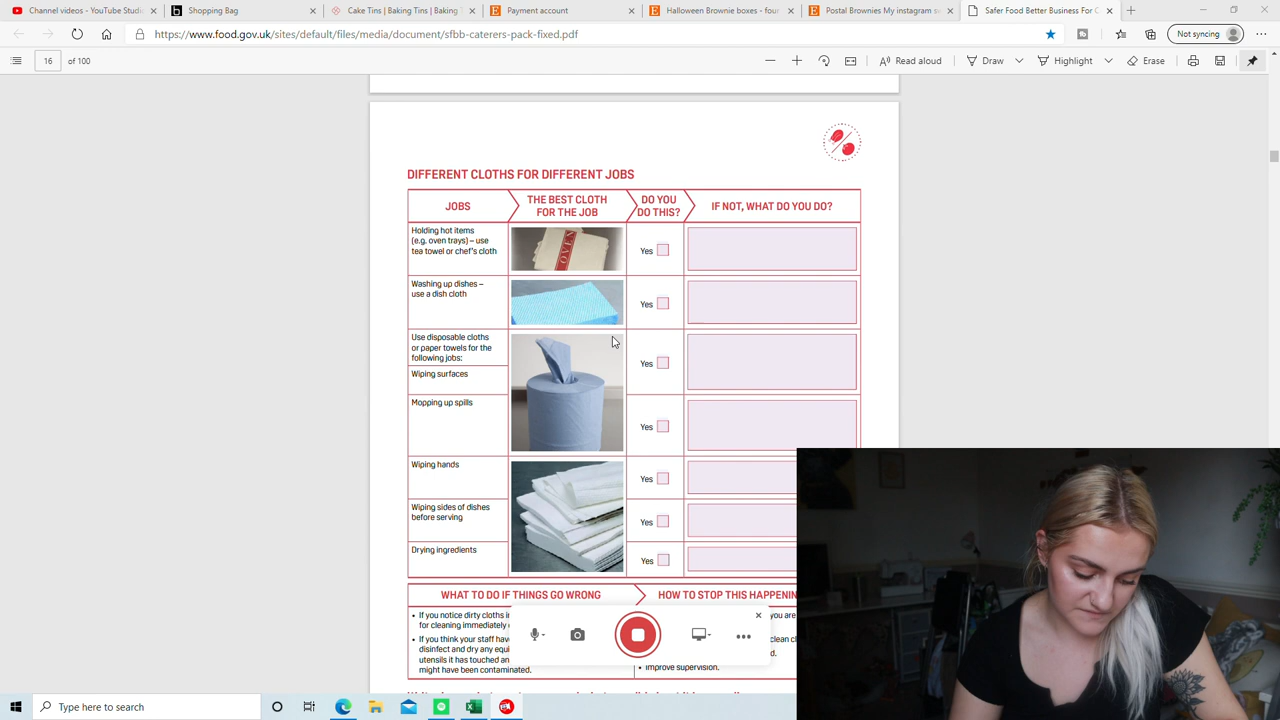 Channel videos - YouTube Studio
Shopping Bag
Cake Tins | Baking Tins | Baking
Payment account
Halloween Brownie boxes - four
Postal Brownies My instagram
Safer Food Better Business For C
https://www.food.gov.uk/sites/default/files/media/document/sfbb-caterers-pack-fixed.pdf
Not syncing
16 of 100
Read aloud
Draw
Highlight
Erase
DIFFERENT CLOTHS FOR DIFFERENT JOBS
JOBS
THE BEST CLOTH
FOR THE JOB
DO YOU
DO THIS?
IF NOT, WHAT DO YOU DO?
Holding hot items
(e.g. oven trays) – use
tea towel or chef's cloth
OVEN
Yes
Washing up dishes –
use a dish cloth
Yes
Use disposable cloths
or paper towels for the
following jobs:
Wiping surfaces
Yes
Mopping up spills
Yes
Wiping hands
Yes
Wiping sides of dishes
before serving
Yes
Drying ingredients
Yes
WHAT TO DO IF THINGS GO WRONG
HOW TO STOP THIS HAPPENIN
• If you notice dirty cloths i
for cleaning immediately
• If you think your staff hav
disinfect and dry any equi
utensils it has touched an
might have been contaminated.
you are
clean cl
• Improve supervision.
Type here to search